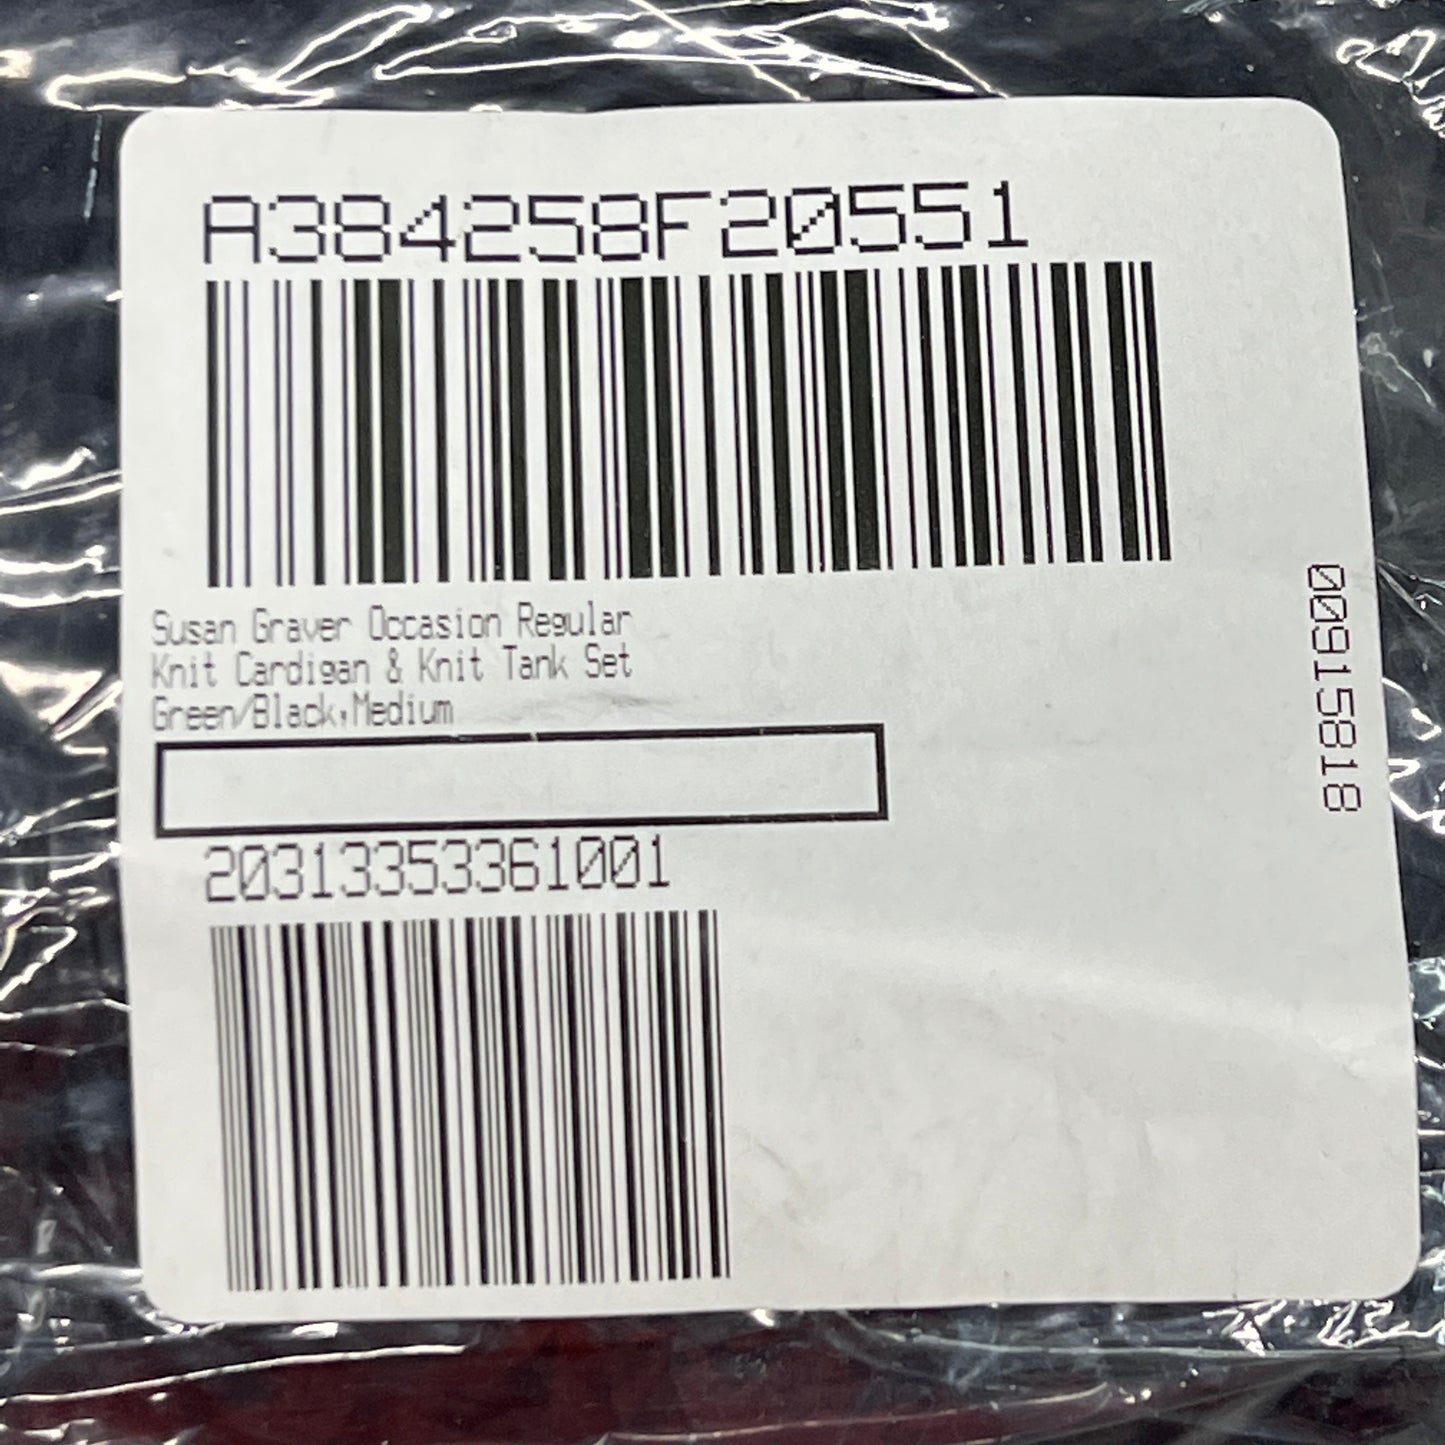 A384258F20551
Susan Graver Occasion Regular
Knit Cardigan & Knit Tank Set
Green/Black,Medium
20313353361001
00915818